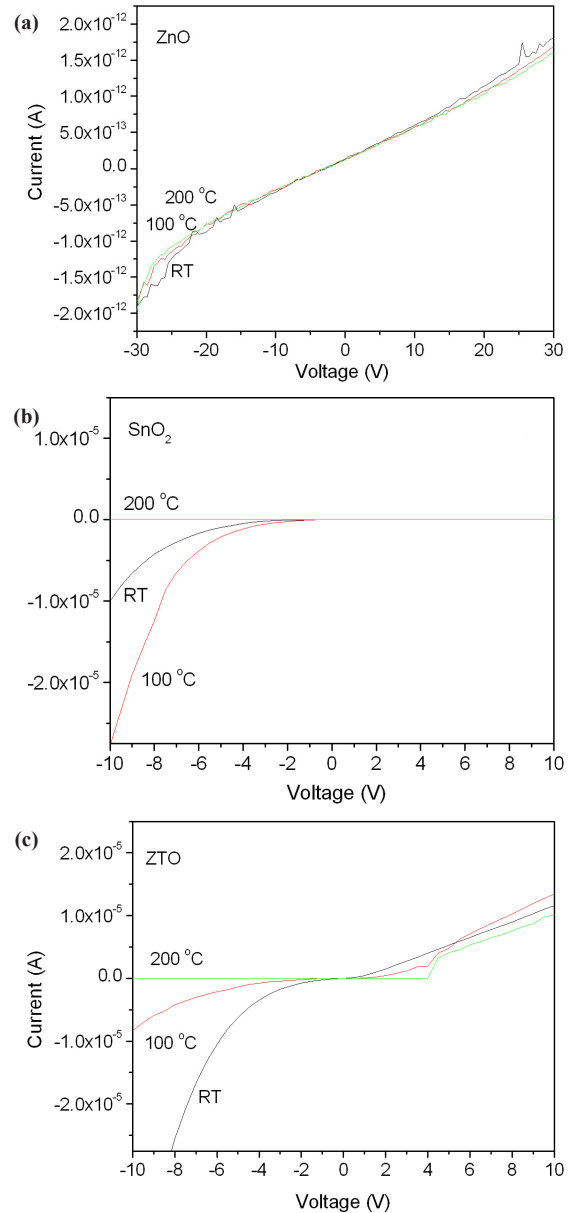 (a)
ZnO
2.0x10⁻¹²
1.5x10⁻¹²
1.0x10⁻¹²
5.0x10⁻¹³
0.0
-5.0x10⁻¹³
-1.0x10⁻¹²
-1.5x10⁻¹²
-2.0x10⁻¹²
Current (A)
200 °C
100 °C
RT
-30 -20 -10 0 10 20 30
Voltage (V)
(b)
SnO₂
1.0x10⁻⁵
0.0
-1.0x10⁻⁵
-2.0x10⁻⁵
Current (A)
200 °C
RT
100 °C
-10 -8 -6 -4 -2 0 2 4 6 8 10
Voltage (V)
(c)
ZTO
2.0x10⁻⁵
1.0x10⁻⁵
0.0
-1.0x10⁻⁵
-2.0x10⁻⁵
Current (A)
200 °C
100 °C
RT
-10 -8 -6 -4 -2 0 2 4 6 8 10
Voltage (V)